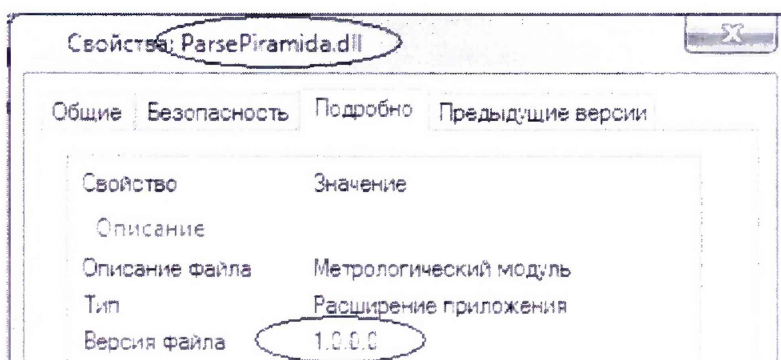 Свойства: ParsePiramida.dll
Общие Безопасность Подробно Предыдущие версии
Свойство Значение
Описание
Описание файла Метрологический модуль
Тип Расширение приложения
Версия файла 1.0.0.0